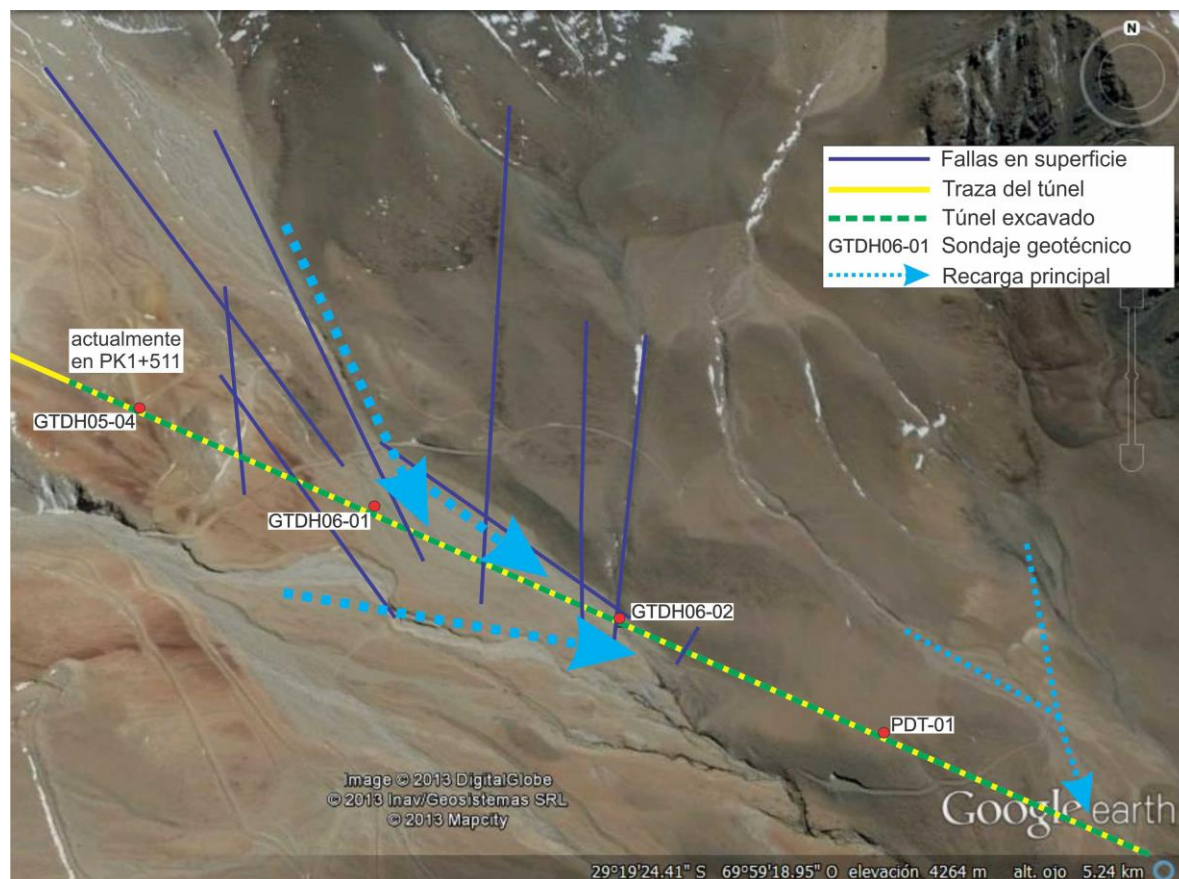 N
Fallas en superficie
Traza del túnel
Túnel excavado
GTDH06-01 Sondaje geotécnico
Recarga principal
actualmente
en PK1+511
GTDH05-04
GTDH06-01
GTDH06-02
PDT-01
Image © 2013 DigitalGlobe
© 2013 Inav/Geosistemas SRL
© 2013 Mapcity
Google earth
29°19'24.41" S 69°59'18.95" O elevación 4264 m alt. ojo 5.24 km